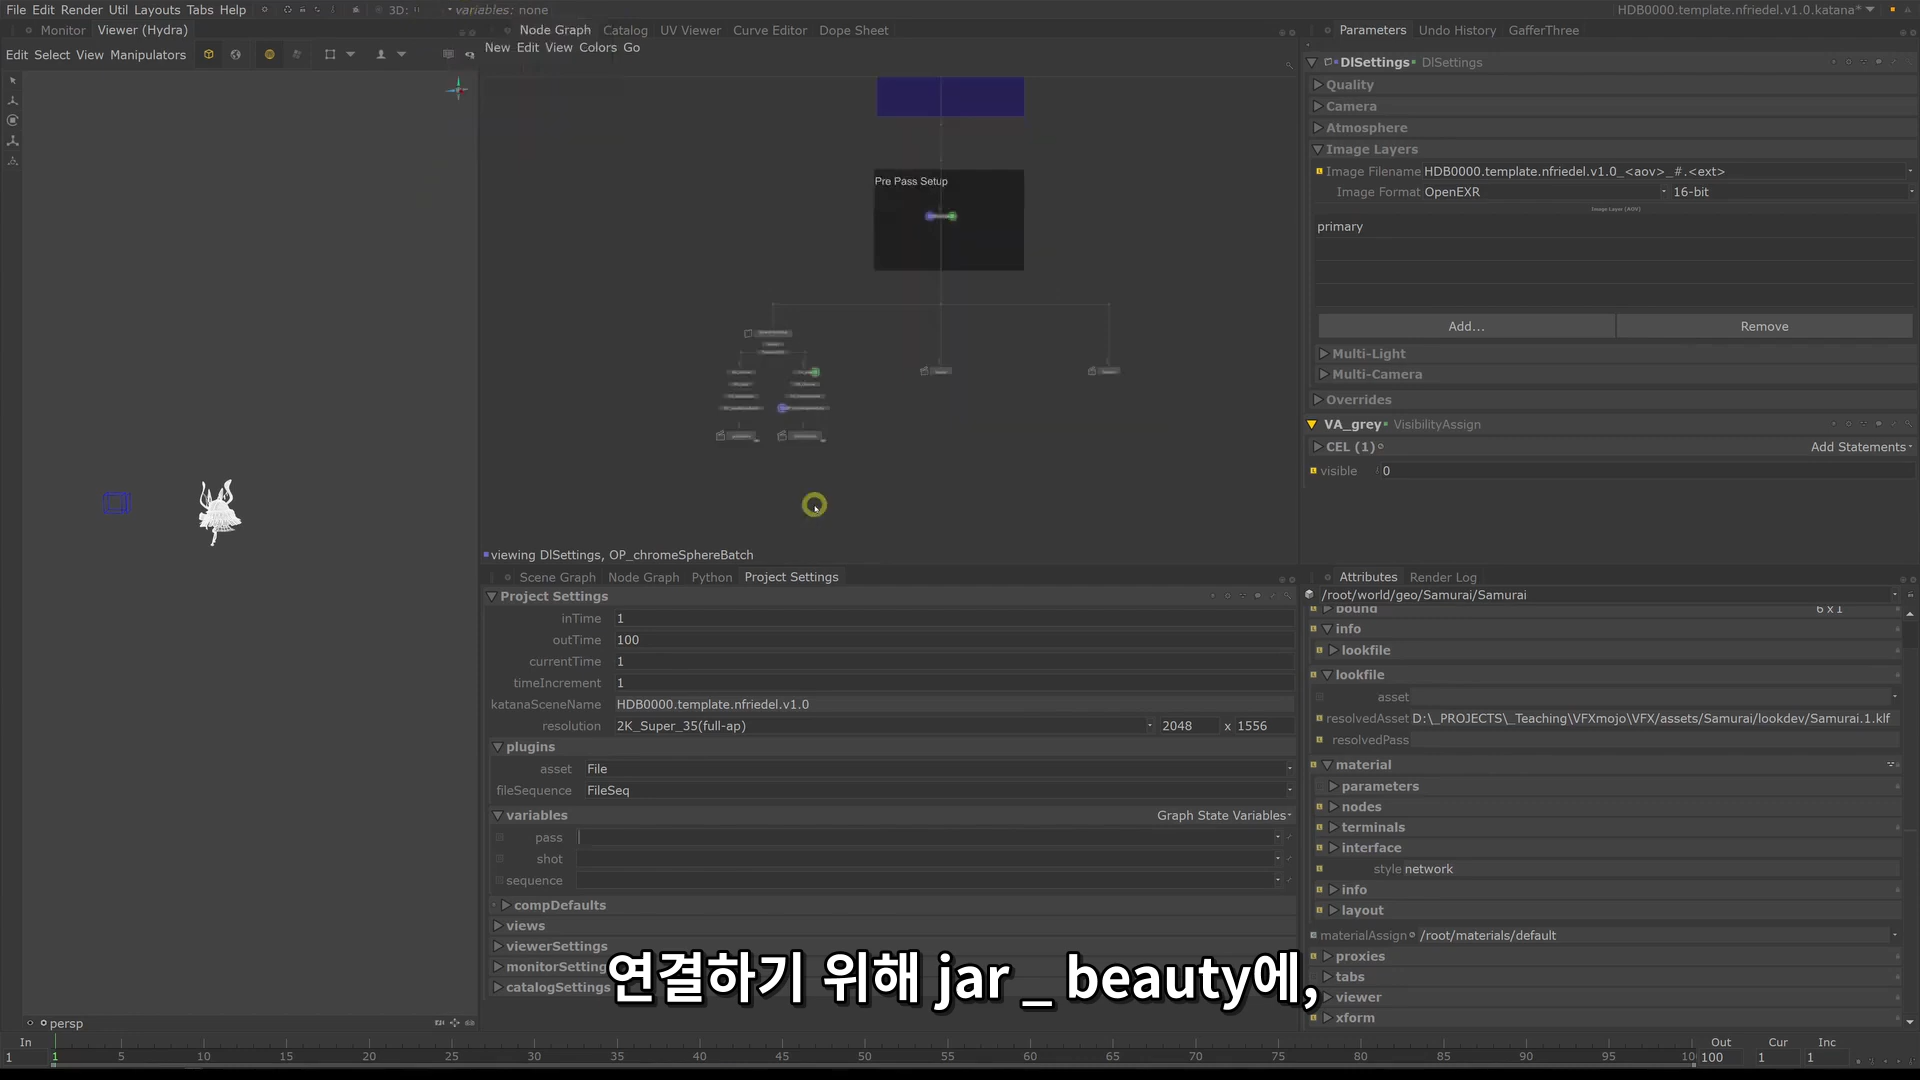 File Edit Render Util Layouts Tabs Help
3D:
variables: none
HDB0000.template.nfriedel.v1.0.katana*
Monitor
Viewer (Hydra)
Edit Select View Manipulators
Node Graph
Catalog
UV Viewer
Curve Editor
Dope Sheet
New Edit View Colors Go
Pre Pass Setup
viewing DlSettings, OP_chromeSphereBatch
Parameters
Undo History
GafferThree
DlSettings DlSettings
Quality
Camera
Atmosphere
Image Layers
Image Filename HDB0000.template.nfriedel.v1.0_<aov>_#.<ext>
Image Format OpenEXR 16-bit
Image Layer (AOV)
primary
Add... Remove
Multi-Light
Multi-Camera
Overrides
VA_grey VisibilityAssign
CEL (1) Add Statements
visible 0
Scene Graph
Node Graph
Python
Project Settings
Project Settings
inTime 1
outTime 100
currentTime 1
timeIncrement 1
katanaSceneName HDB0000.template.nfriedel.v1.0
resolution 2K_Super_35(full-ap) 2048 x 1556
plugins
asset File
fileSequence FileSeq
variables Graph State Variables
pass
shot
sequence
compDefaults
views
viewerSettings
monitorSetting
catalogSettings
Attributes
Render Log
/root/world/geo/Samurai/Samurai
bound 6 x 1
info
lookfile
lookfile
asset
resolvedAsset D:\_PROJECTS\_Teaching\VFXmojo\VFX/assets/Samurai/lookdev/Samurai.1.klf
resolvedPass
material
parameters
nodes
terminals
interface
style network
info
layout
materialAssign /root/materials/default
proxies
tabs
viewer
xform
연결하기 위해 jar _ beauty에,
persp
In
1
1 5 10 15 20 25 30 35 40 45 50 55 60 65 70 75 80 85 90 95 10
Out Cur Inc
100 1 1